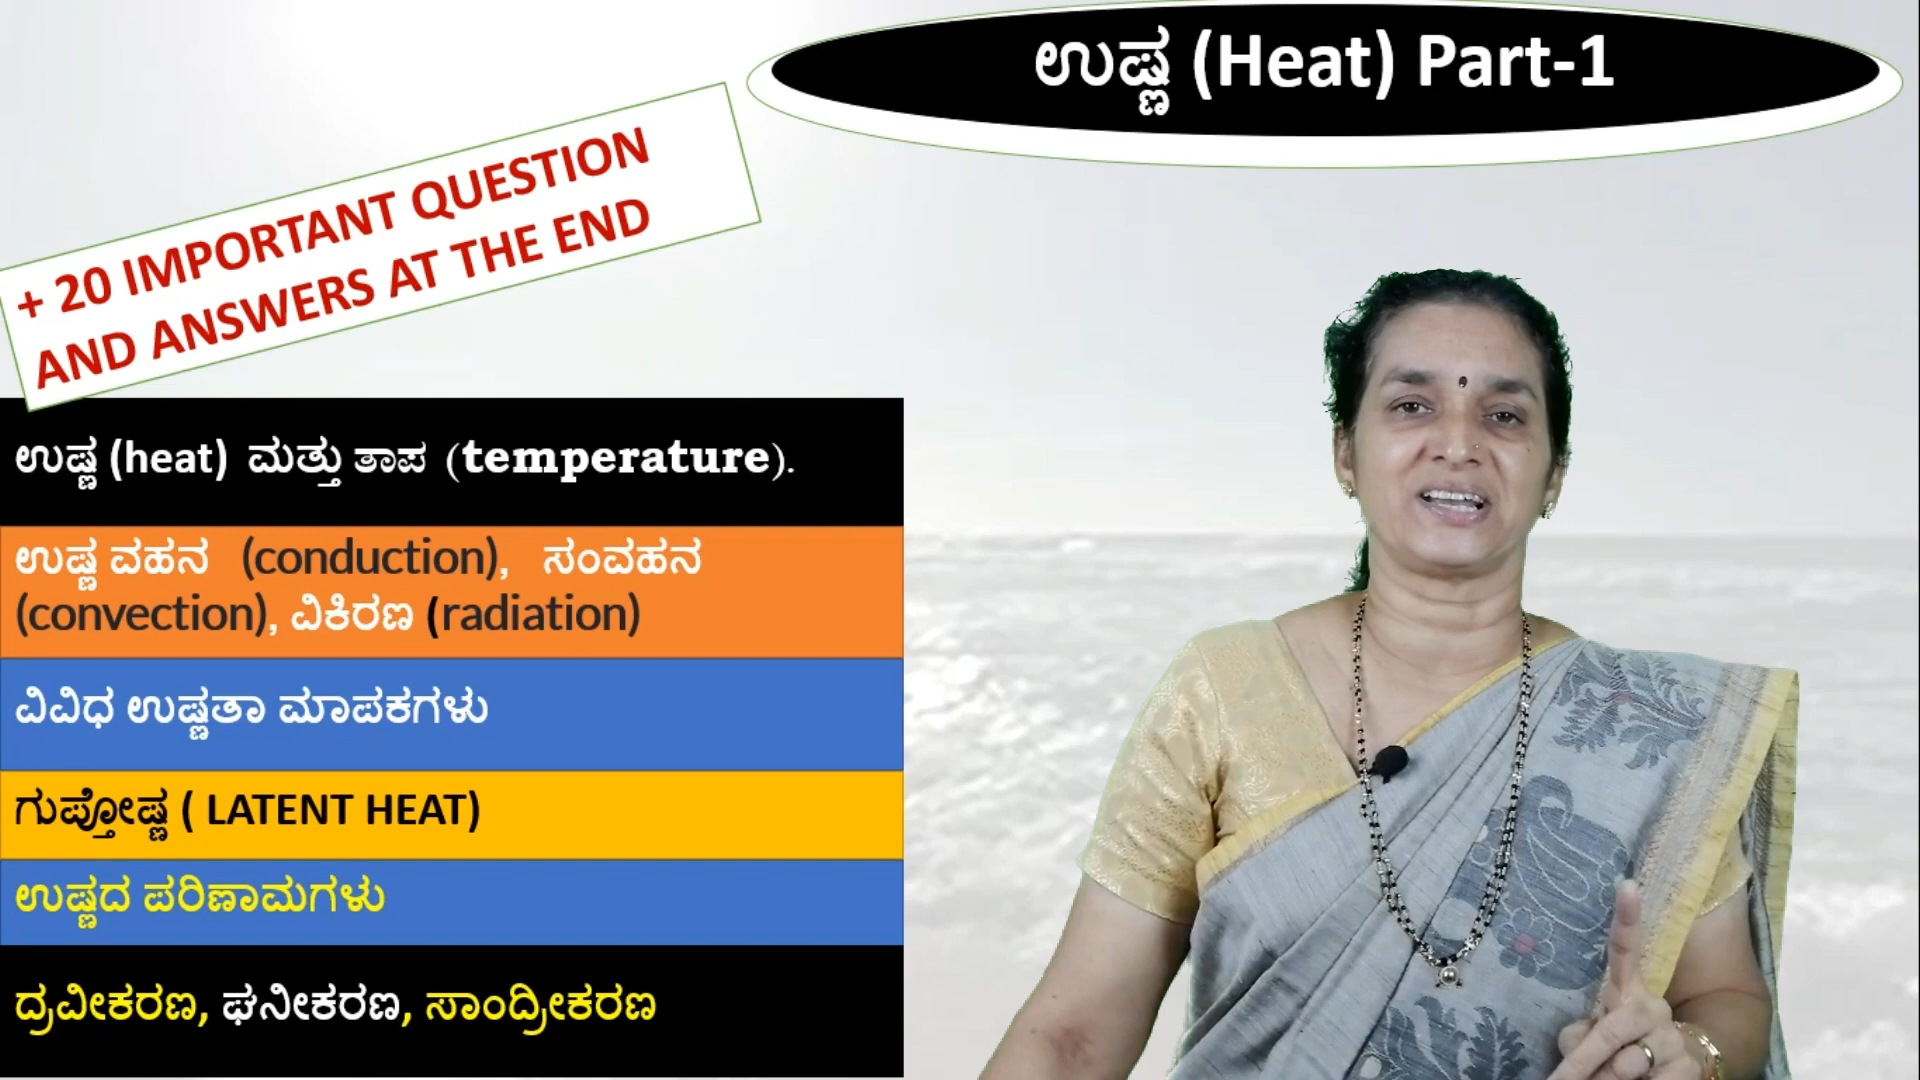 ಉಷ್ಣ (Heat) Part-1
+ 20 IMPORTANT QUESTION
AND ANSWERS AT THE END
ಉಷ್ಣ (heat) ಮತ್ತು ತಾಪ (temperature).
ಉಷ್ಣ ವಹನ (conduction), ಸಂವಹನ
(convection), ವಿಕಿರಣ (radiation)
ವಿವಿಧ ಉಷ್ಣತಾ ಮಾಪಕಗಳು
ಗುಪ್ತೋಷ್ಣ ( LATENT HEAT)
ಉಷ್ಣದ ಪರಿಣಾಮಗಳು
ದ್ರವೀಕರಣ, ಘನೀಕರಣ, ಸಾಂದ್ರೀಕರಣ